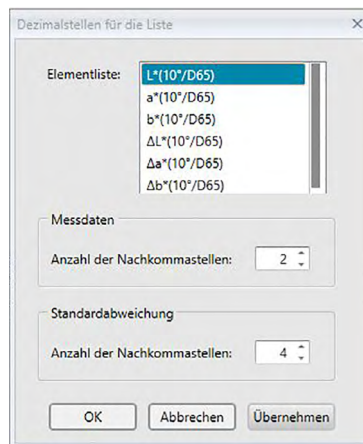 Dezimalstellen für die Liste
Elementliste:
L*(10°/D65)
a*(10°/D65)
b*(10°/D65)
ΔL*(10°/D65)
Δa*(10°/D65)
Δb*(10°/D65)
Messdaten
Anzahl der Nachkommastellen: 2
Standardabweichung
Anzahl der Nachkommastellen: 4
OK Abbrechen Übernehmen